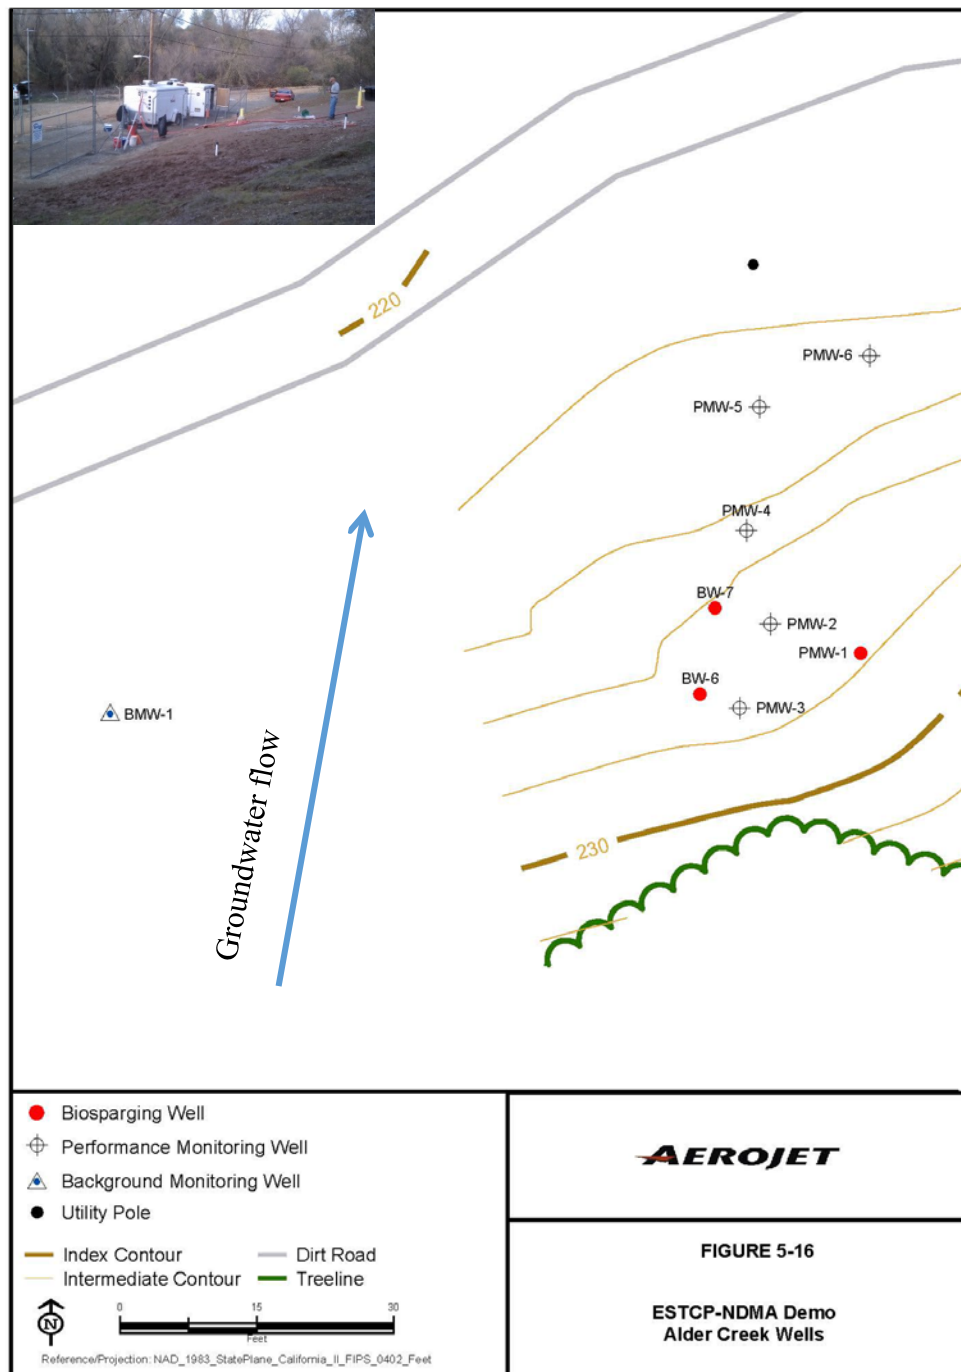 220
PMW-6
PMW-5
PMW-4
BW-7
PMW-2
PMW-1
BW-6
PMW-3
BMW-1
Groundwater flow
230
Biosparging Well
Performance Monitoring Well
Background Monitoring Well
Utility Pole
Index Contour
Dirt Road
Intermediate Contour
Treeline
N
0 15 30
Feet
Reference/Projection: NAD_1983_StatePlane_California_II_FIPS_0402_Feet
AEROJET
FIGURE 5-16
ESTCP-NDMA Demo
Alder Creek Wells